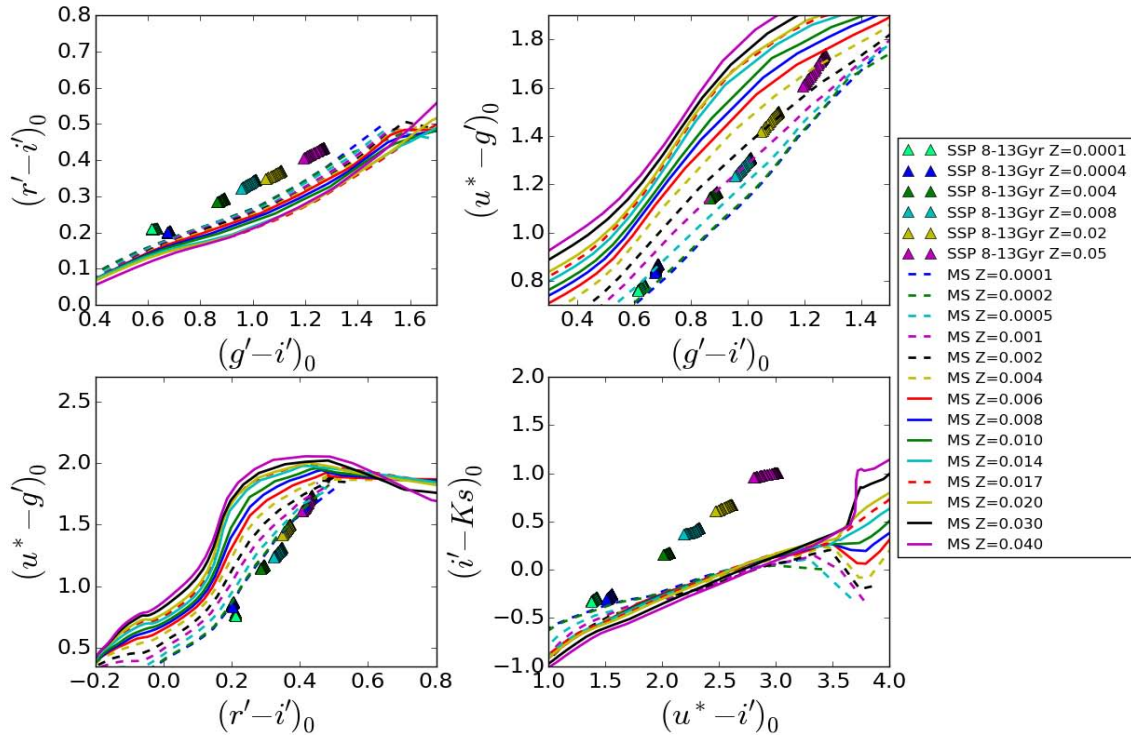 0.8
0.7
0.6
0.5
0.4
0.3
0.2
0.1
0.0
(r′−i′)₀
0.4 0.6 0.8 1.0 1.2 1.4 1.6
(g′−i′)₀
1.8
1.6
1.4
1.2
1.0
0.8
(u*−g′)₀
0.4 0.6 0.8 1.0 1.2 1.4
(g′−i′)₀
2.5
2.0
1.5
1.0
0.5
(u*−g′)₀
−0.2 0.0 0.2 0.4 0.6 0.8
(r′−i′)₀
2.0
1.5
1.0
0.5
0.0
−0.5
−1.0
(i′−Ks)₀
1.0 1.5 2.0 2.5 3.0 3.5 4.0
(u*−i′)₀
SSP 8-13Gyr Z=0.0001
SSP 8-13Gyr Z=0.0004
SSP 8-13Gyr Z=0.004
SSP 8-13Gyr Z=0.008
SSP 8-13Gyr Z=0.02
SSP 8-13Gyr Z=0.05
MS Z=0.0001
MS Z=0.0002
MS Z=0.0005
MS Z=0.001
MS Z=0.002
MS Z=0.004
MS Z=0.006
MS Z=0.008
MS Z=0.010
MS Z=0.014
MS Z=0.017
MS Z=0.020
MS Z=0.030
MS Z=0.040